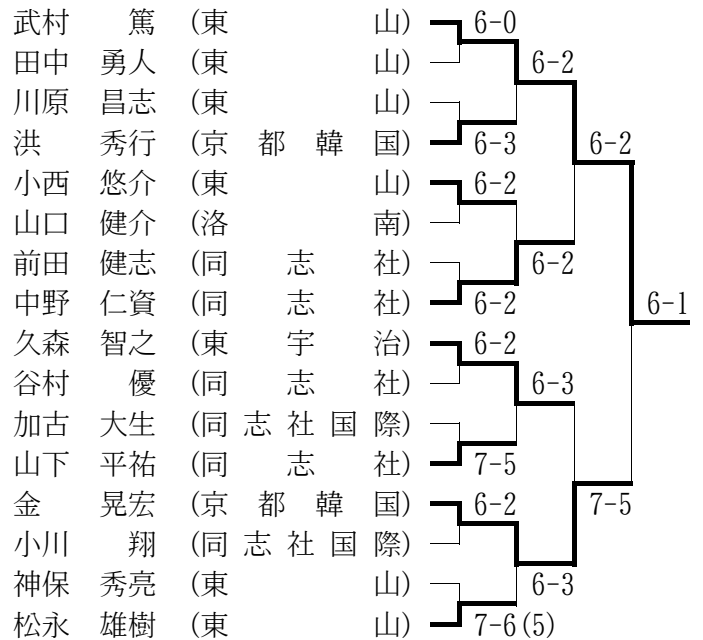 武村 篤 (東 山) 6-0
田中 勇人 (東 山) 6-2
川原 昌志 (東 山)
洪 秀行 (京 都 韓 国) 6-3 6-2
小西 悠介 (東 山) 6-2
山口 健介 (洛 南)
前田 健志 (同 志 社) 6-2
中野 仁資 (同 志 社) 6-2 6-1
久森 智之 (東 宇 治) 6-2
谷村 優 (同 志 社) 6-3
加古 大生 (同 志 社 国 際)
山下 平祐 (同 志 社) 7-5
金 晃宏 (京 都 韓 国) 6-2 7-5
小川 翔 (同 志 社 国 際)
神保 秀亮 (東 山) 6-3
松永 雄樹 (東 山) 7-6(5)